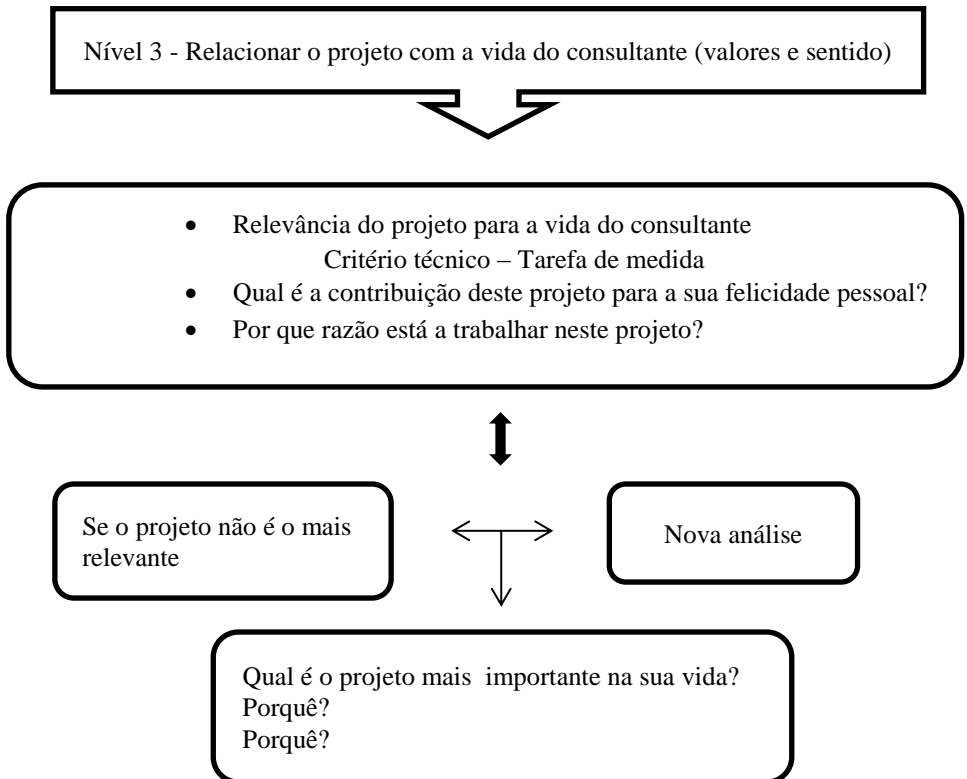 Nível 3 - Relacionar o projeto com a vida do consultante (valores e sentido)
• Relevância do projeto para a vida do consultante
Critério técnico – Tarefa de medida
• Qual é a contribuição deste projeto para a sua felicidade pessoal?
• Por que razão está a trabalhar neste projeto?
Se o projeto não é o mais
relevante
Nova análise
Qual é o projeto mais importante na sua vida?
Porquê?
Porquê?